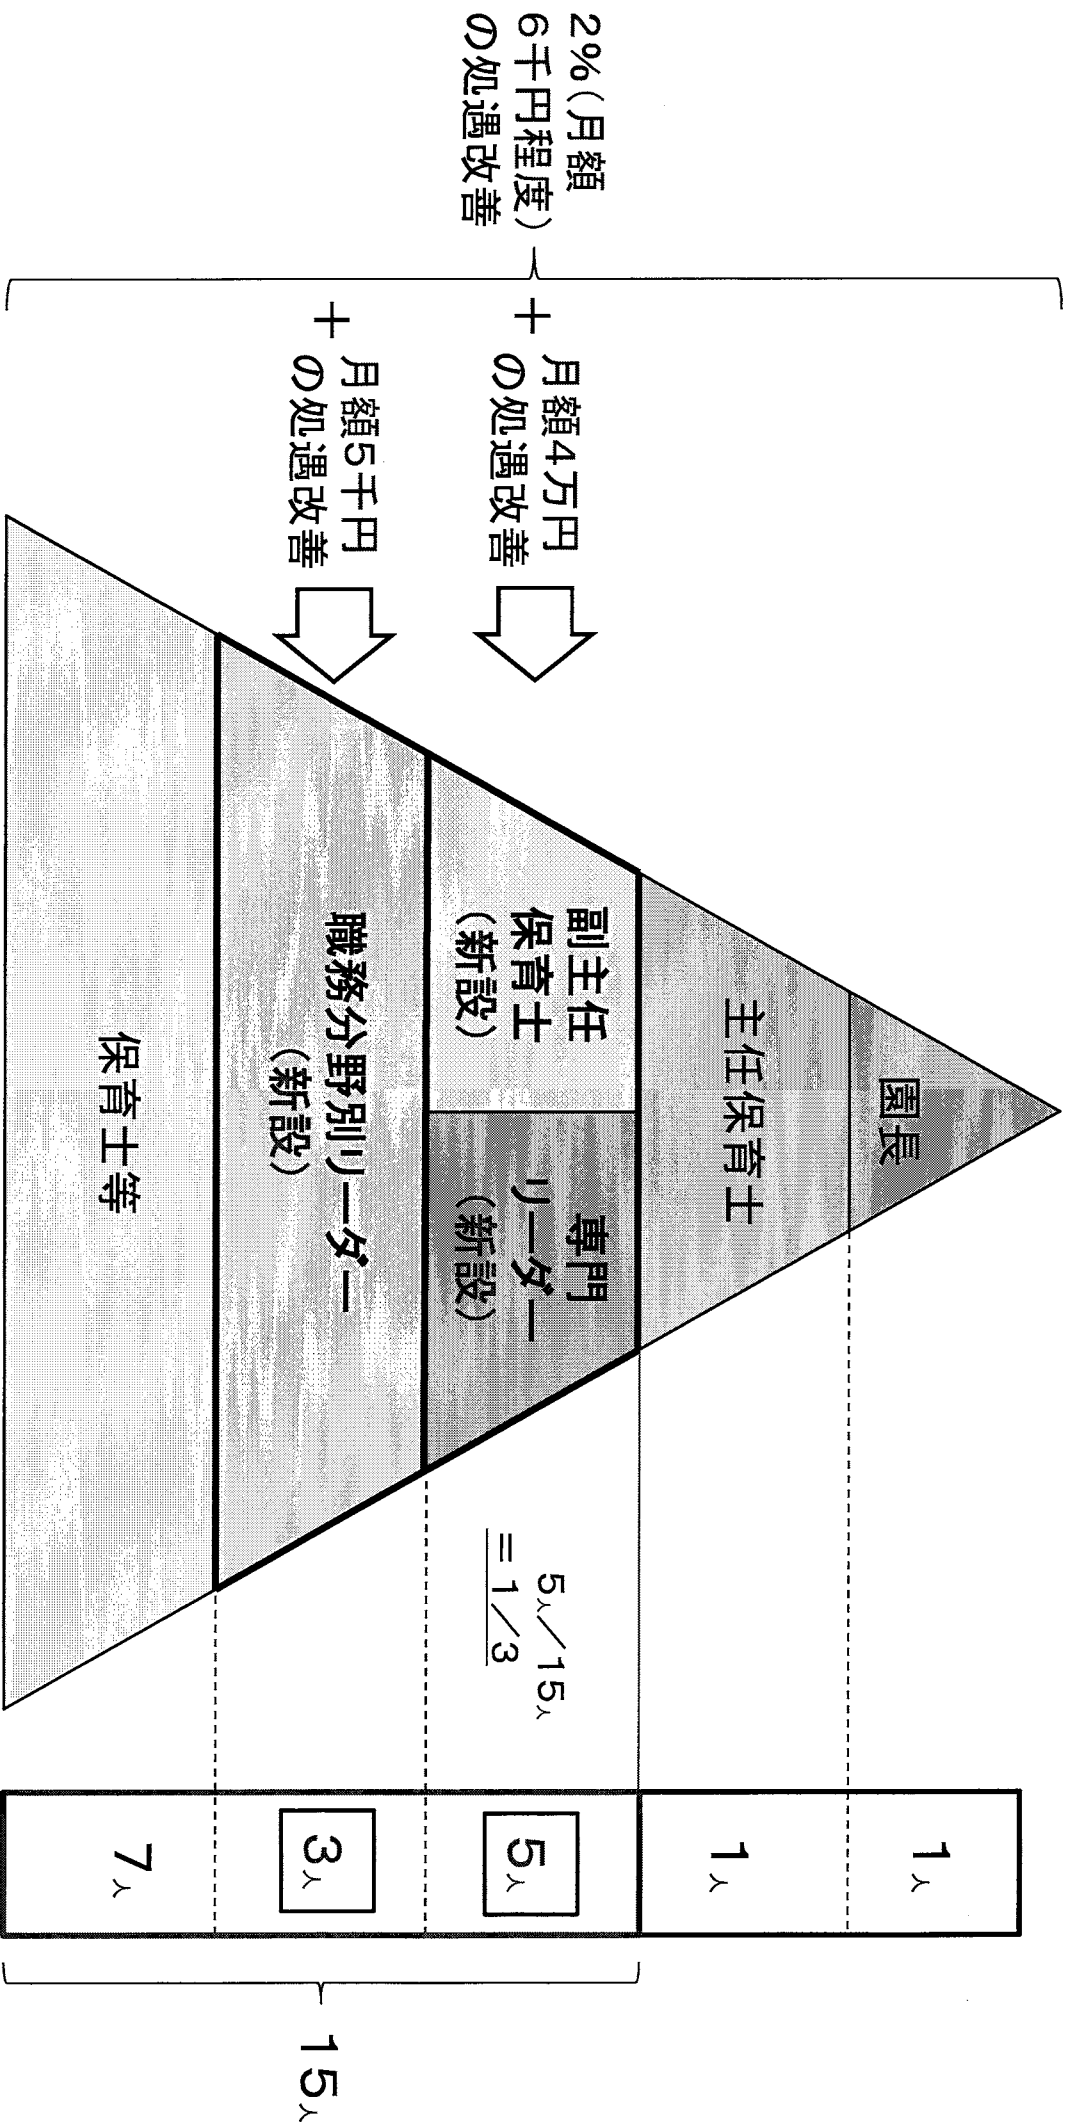 2%(月額
6千円程度)
の処遇改善
+
月額4万円
の処遇改善
+
月額5千円
の処遇改善
園長
主任保育士
副主任
保育士
(新設)
専門
リーダー
(新設)
職務分野別リーダー
(新設)
保育士等
5人/15人
=1/3
1人
1人
5人
3人
7人
15人